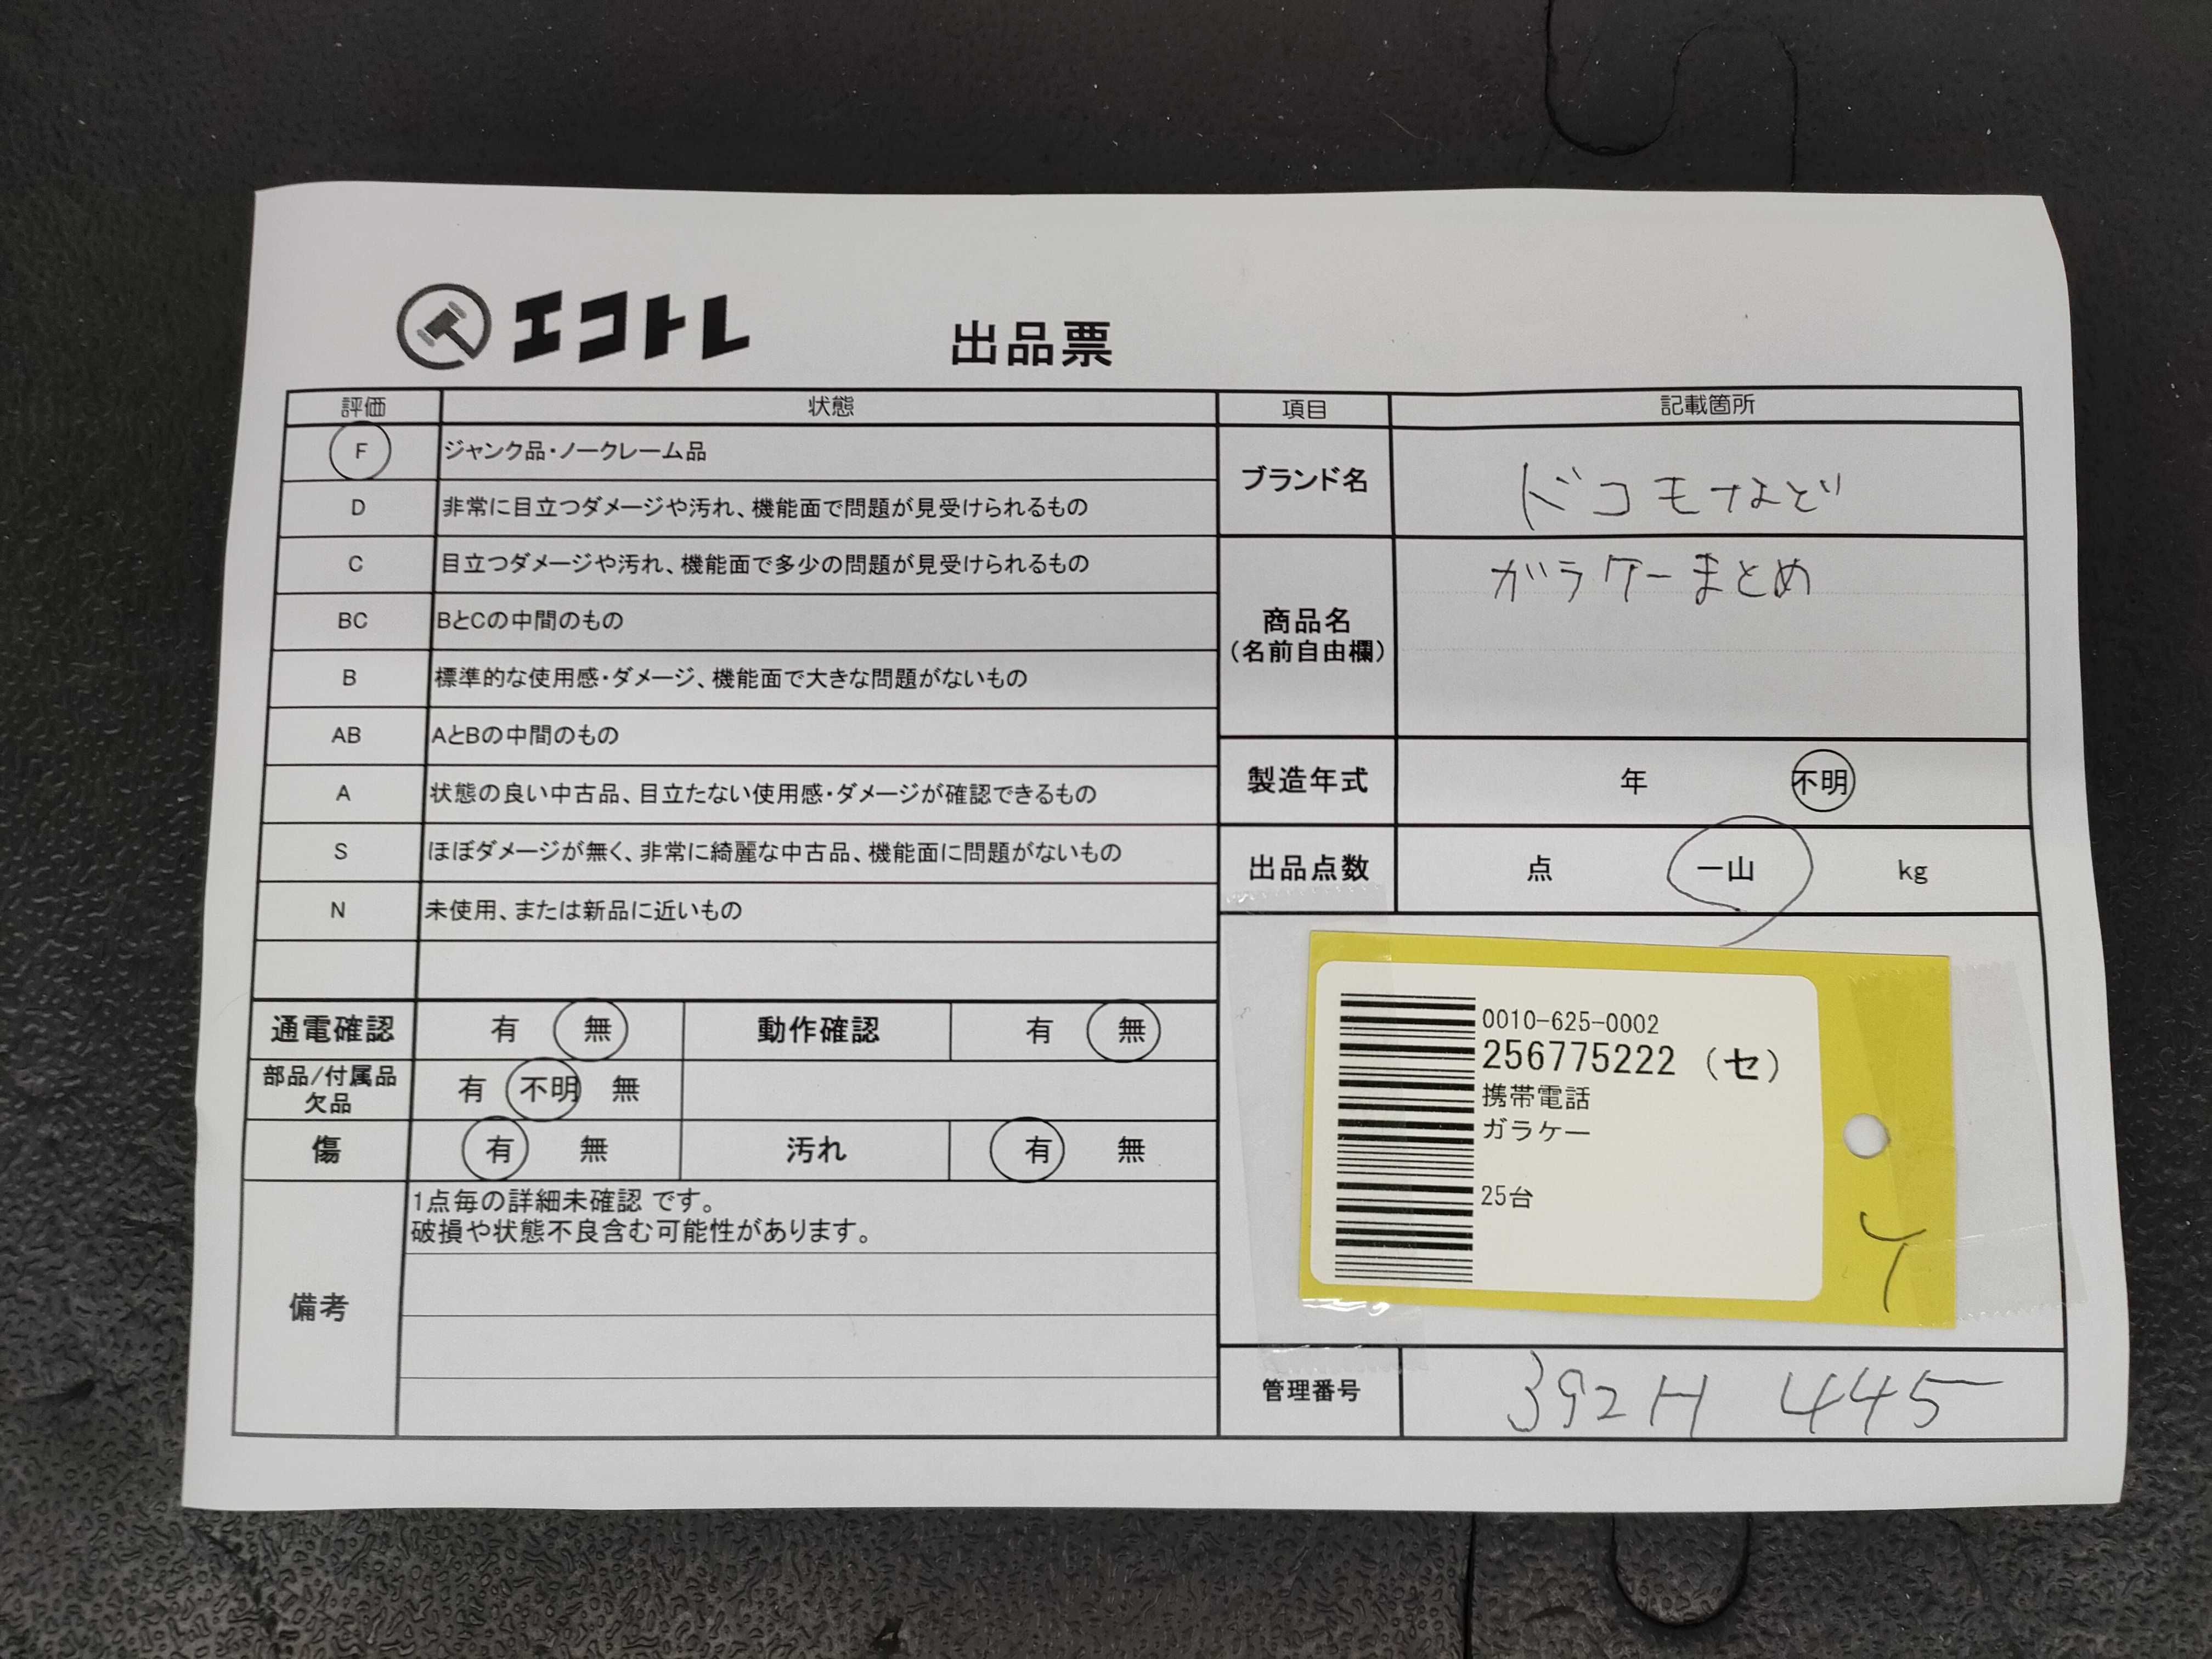 エコトレ
出品票
評価 状態
F ジャンク品・ノークレーム品
D 非常に目立つダメージや汚れ、機能面で問題が見受けられるもの
C 目立つダメージや汚れ、機能面で多少の問題が見受けられるもの
BC BとCの中間のもの
B 標準的な使用感・ダメージ、機能面で大きな問題がないもの
AB AとBの中間のもの
A 状態の良い中古品、目立たない使用感・ダメージが確認できるもの
S ほぼダメージが無く、非常に綺麗な中古品、機能面に問題がないもの
N 未使用、または新品に近いもの
通電確認 有 無 動作確認 有 無
部品/付属品
欠品 有 不明 無
傷 有 無 汚れ 有 無
備考
1点毎の詳細未確認 です。
破損や状態不良含む可能性があります。
項目 記載箇所
ブランド名 ドコモなど
商品名
(名前自由欄)
ガラケーまとめ
製造年式 年 不明
出品点数 点 一山 kg
0010-625-0002
256775222 (セ)
携帯電話
ガラケー
25台
Y
管理番号 392H 445